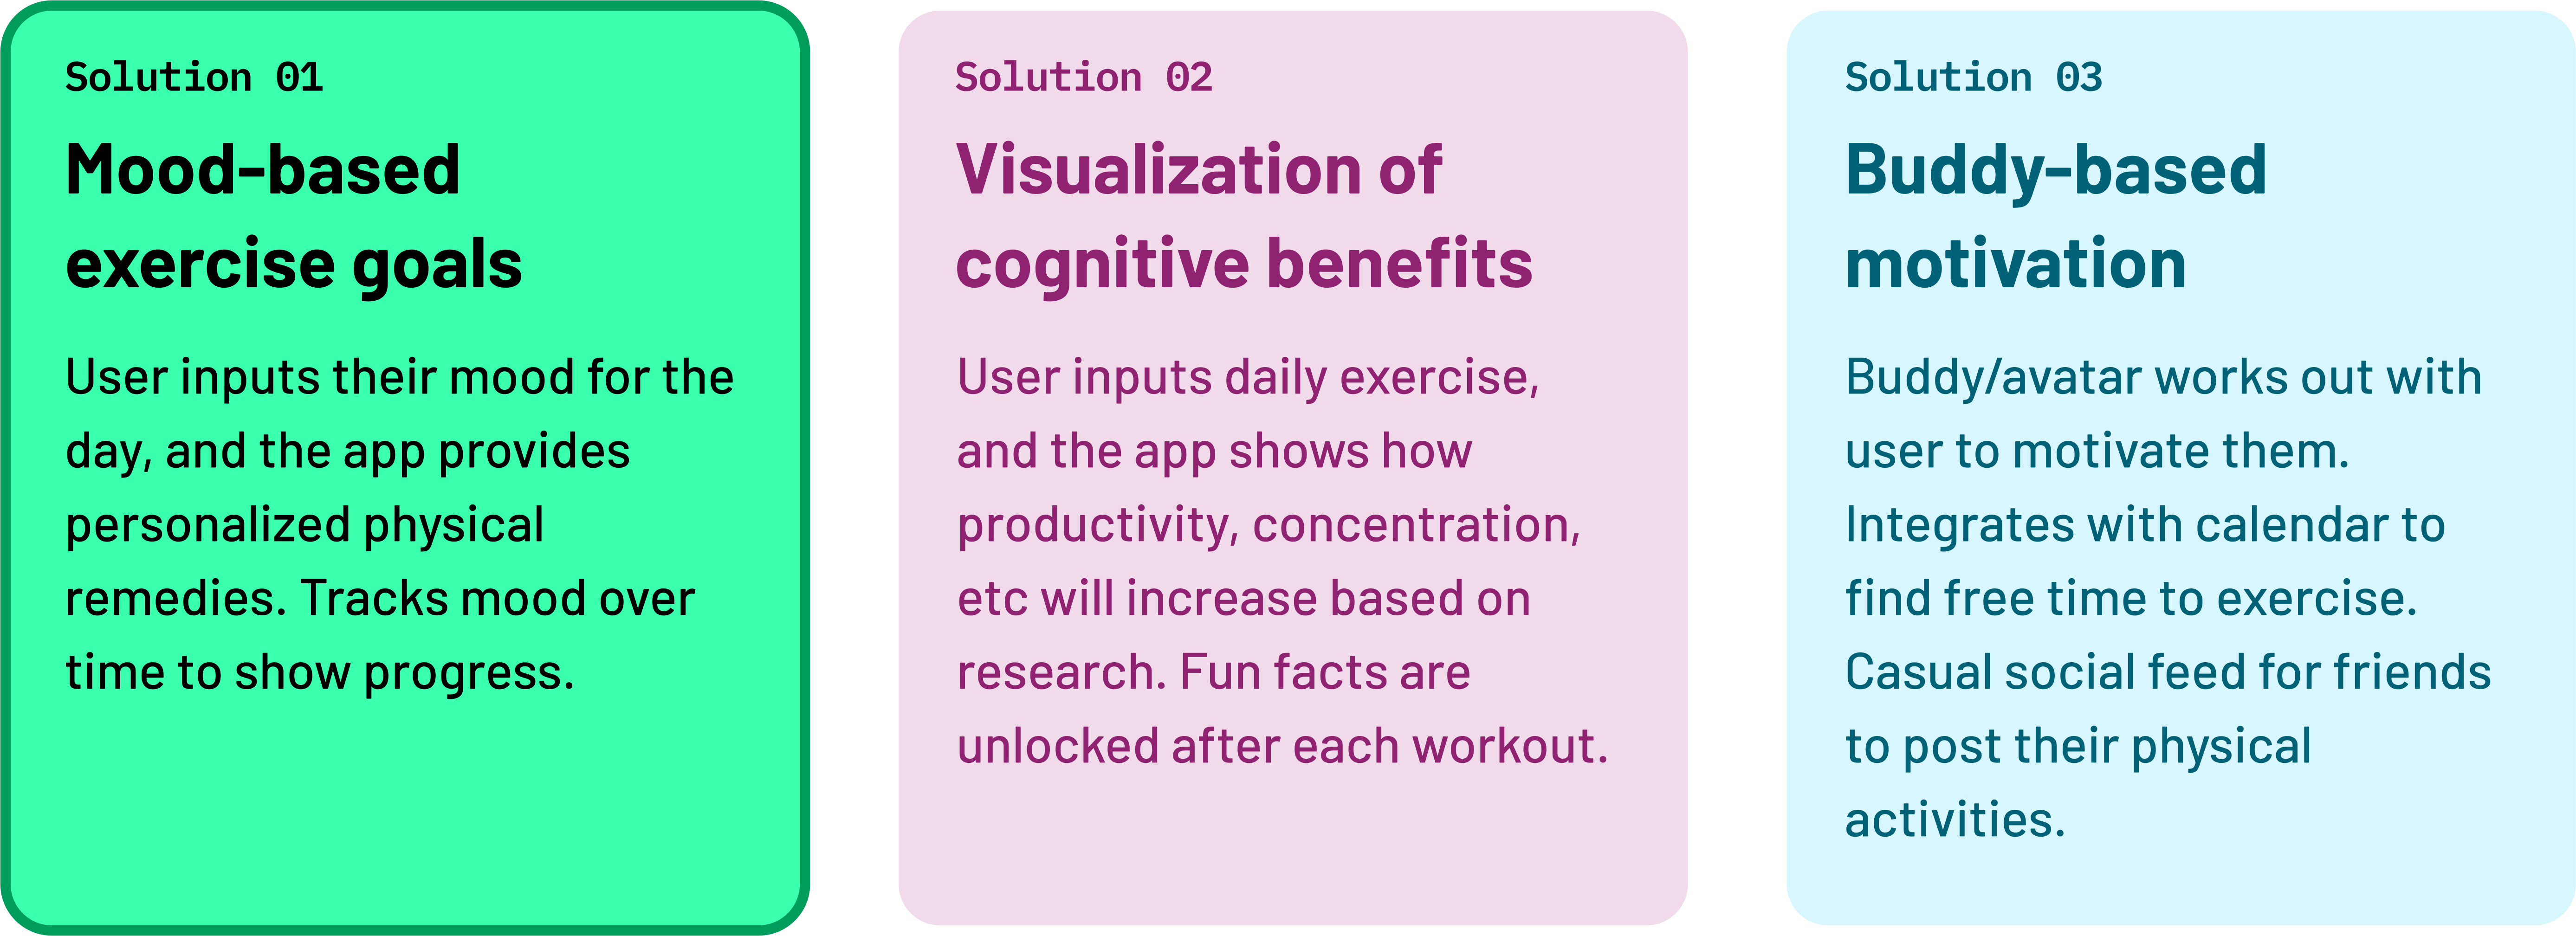 Solution 01
Mood-based
exercise goals
User inputs their mood for the
day, and the app provides
personalized physical
remedies. Tracks mood over
time to show progress.
Solution 02
Visualization of
cognitive benefits
User inputs daily exercise,
and the app shows how
productivity, concentration,
etc will increase based on
research. Fun facts are
unlocked after each workout.
Solution 03
Buddy-based
motivation
Buddy/avatar works out with
user to motivate them.
Integrates with calendar to
find free time to exercise.
Casual social feed for friends
to post their physical
activities.